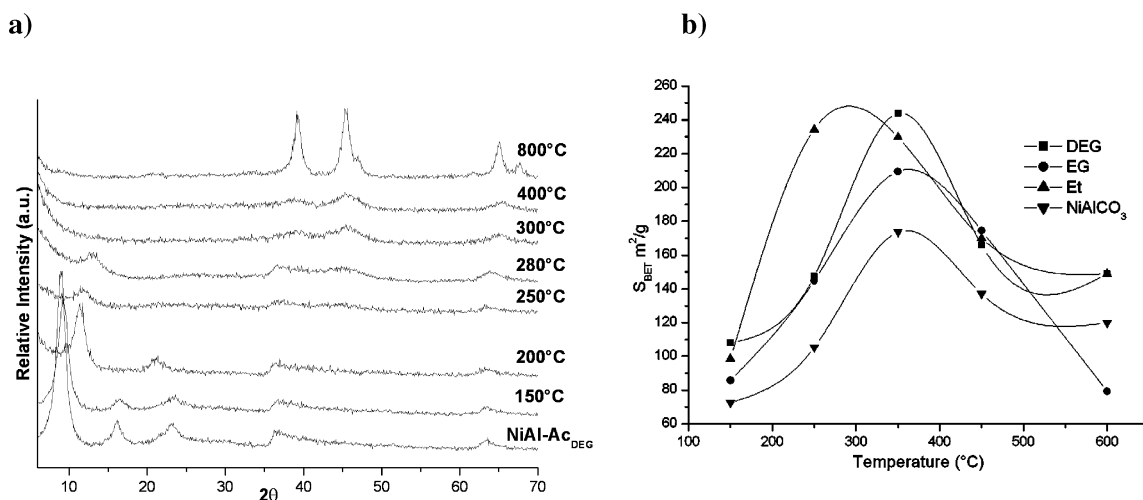 a)
Relative Intensity (a.u.)
800°C
400°C
300°C
280°C
250°C
200°C
150°C
NiAl-Ac_DEG
10 20 30 40 50 60 70
2θ
b)
S_BET m²/g
260
240
220
200
180
160
140
120
100
80
60
DEG
EG
Et
NiAlCO₃
100 200 300 400 500 600
Temperature (°C)